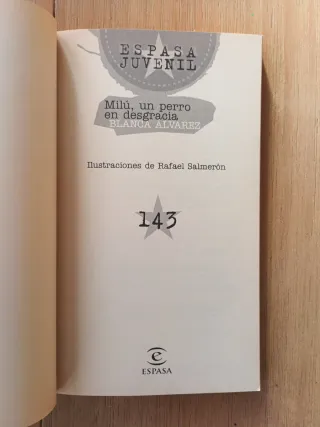 ESPASA
JUVENIL
Milú, un perro
en desgracia
BLANCA ÁLVAREZ
Ilustraciones de Rafael Salmerón
143
e
ESPASA